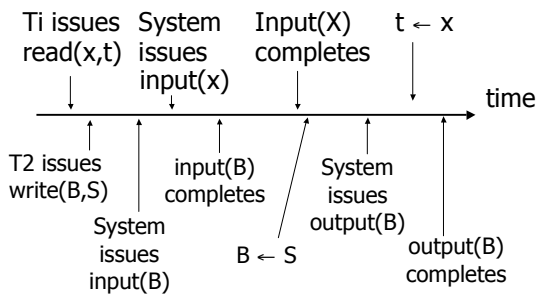 Ti issues
read(x,t)
System
issues
input(x)
Input(X)
completes
t ← x
time
T2 issues
write(B,S)
System
issues
input(B)
input(B)
completes
B ← S
System
issues
output(B)
output(B)
completes